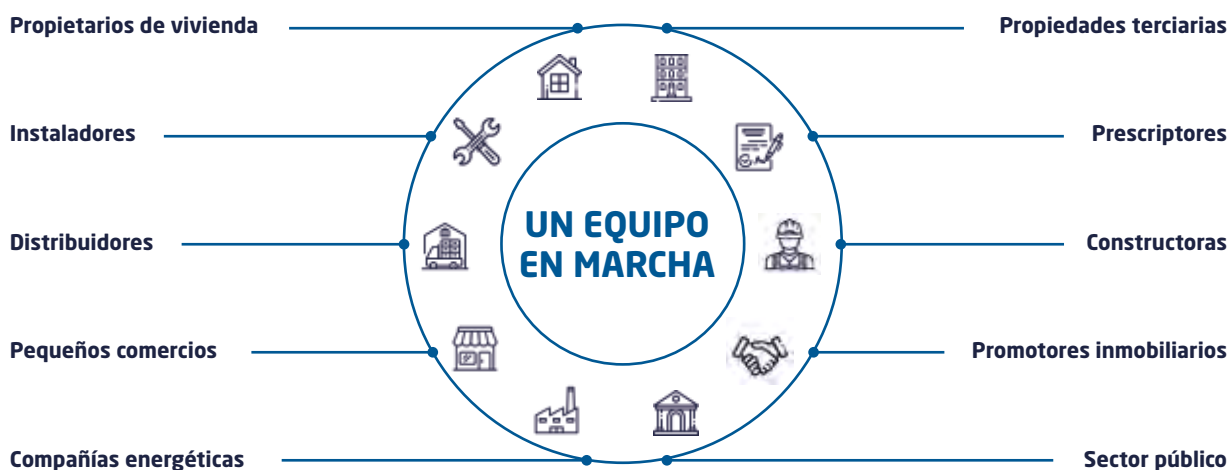 Propietarios de vivienda
Propiedades terciarias
Instaladores
Prescriptores
UN EQUIPO
EN MARCHA
Distribuidores
Constructoras
Pequeños comercios
Promotores inmobiliarios
Compañías energéticas
Sector público